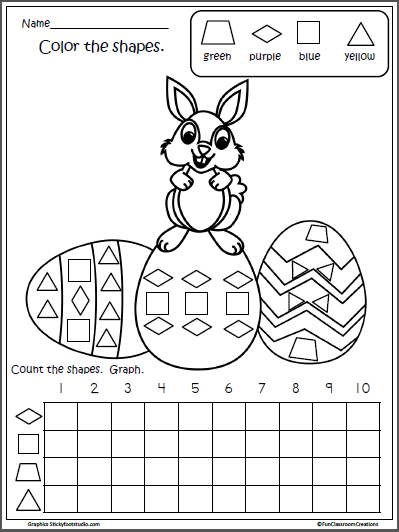 Name
Color the shapes.
green purple blue yellow
Count the shapes. Graph.
1 2 3 4 5 6 7 8 9 10
Graphics Stickyfootstudio.com ©FunClassroomCreations